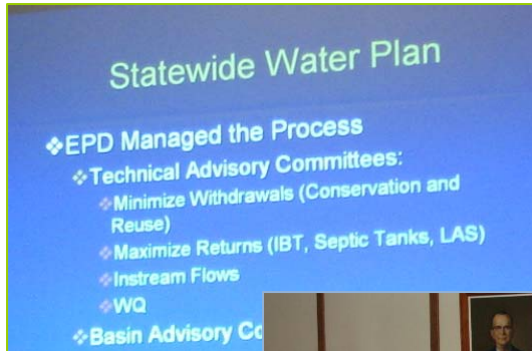 Statewide Water Plan
❖EPD Managed the Process
❖Technical Advisory Committees:
❖Minimize Withdrawals (Conservation and
Reuse)
❖Maximize Returns (IBT, Septic Tanks, LAS)
❖Instream Flows
❖WQ
❖Basin Advisory